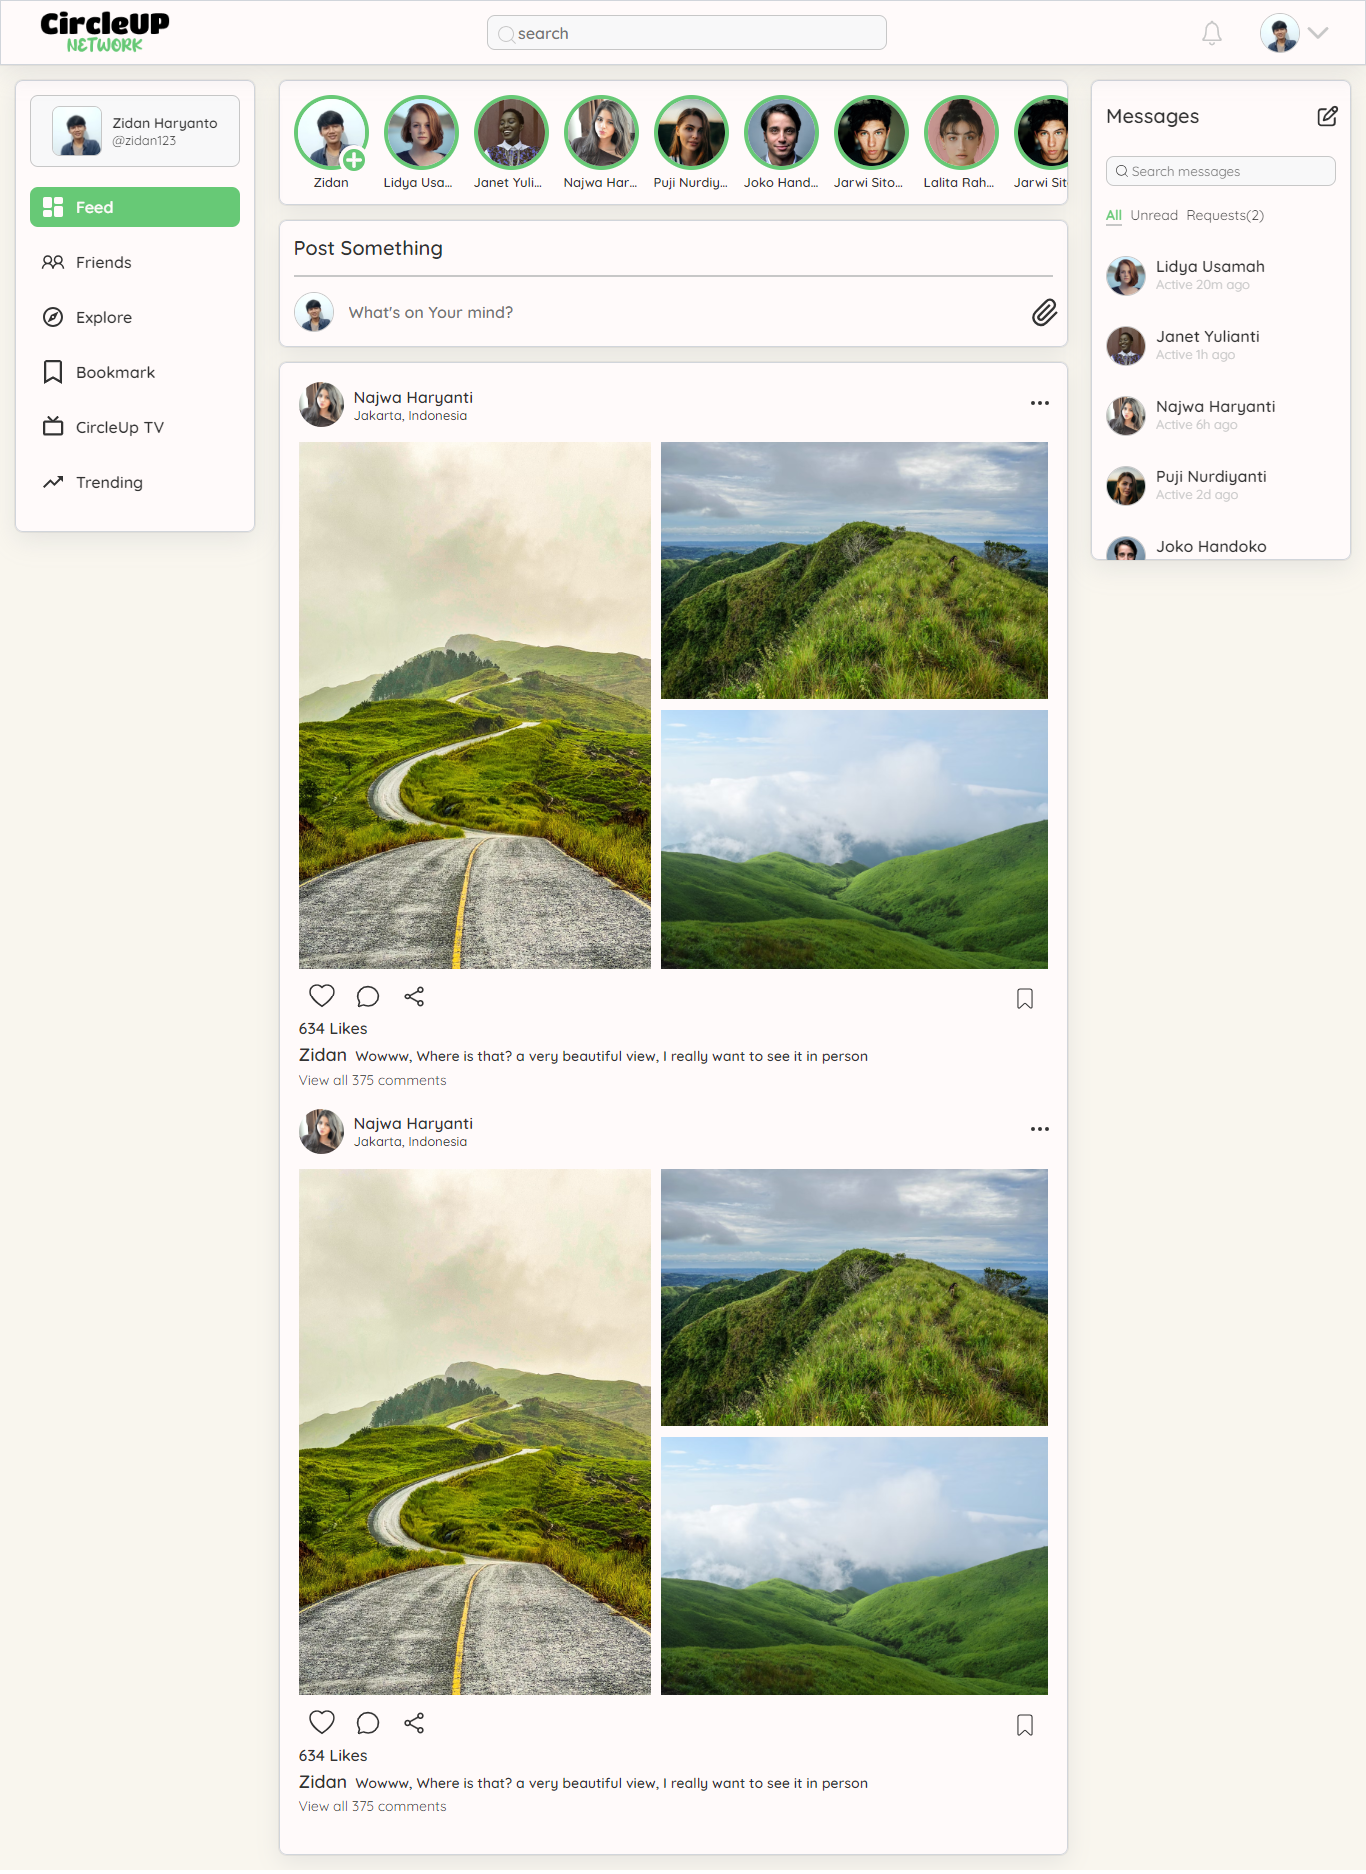 CircleUP
NETWORK
search
Zidan Haryanto
@zidan123
Feed
Friends
Explore
Bookmark
CircleUp TV
Trending
Zidan
Lidya Usa...
Janet Yuli...
Najwa Har...
Puji Nurdiy...
Joko Hand...
Jarwi Sito...
Lalita Rah...
Jarwi Sit
Post Something
What's on Your mind?
Najwa Haryanti
Jakarta, Indonesia
634 Likes
Zidan Wowww, Where is that? a very beautiful view, I really want to see it in person
View all 375 comments
Najwa Haryanti
Jakarta, Indonesia
634 Likes
Zidan Wowww, Where is that? a very beautiful view, I really want to see it in person
View all 375 comments
Messages
Search messages
All Unread Requests(2)
Lidya Usamah
Active 20m ago
Janet Yulianti
Active 1h ago
Najwa Haryanti
Active 6h ago
Puji Nurdiyanti
Active 2d ago
Joko Handoko